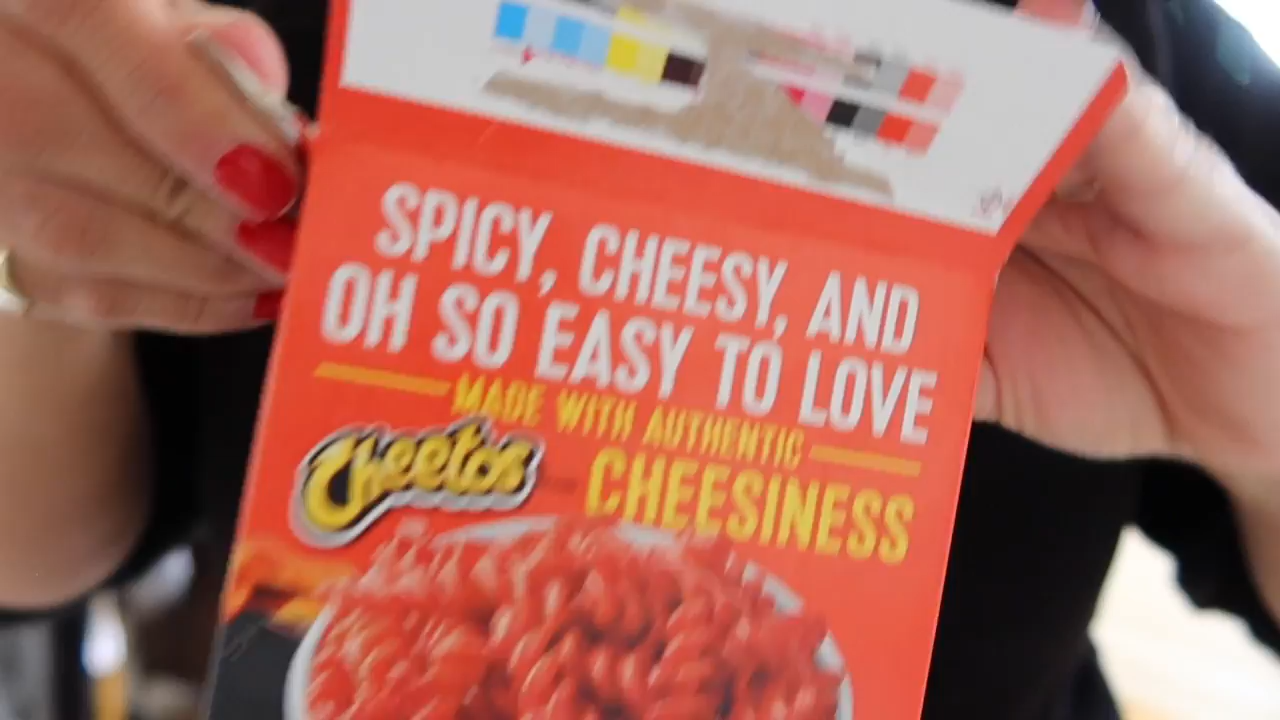 SPICY, CHEESY, AND
OH SO EASY TO LOVE
MADE WITH AUTHENTIC
Cheetos CHEESINESS